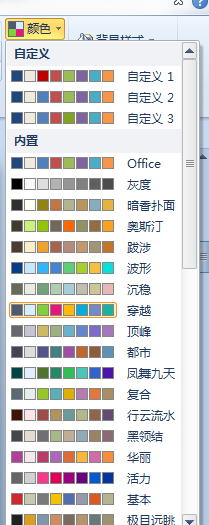 颜色
背景样式
自定义
自定义 1
自定义 2
自定义 3
内置
Office
灰度
暗香扑面
奥斯汀
跋涉
波形
沉稳
穿越
顶峰
都市
凤舞九天
复合
行云流水
黑领结
华丽
活力
基本
极目远眺